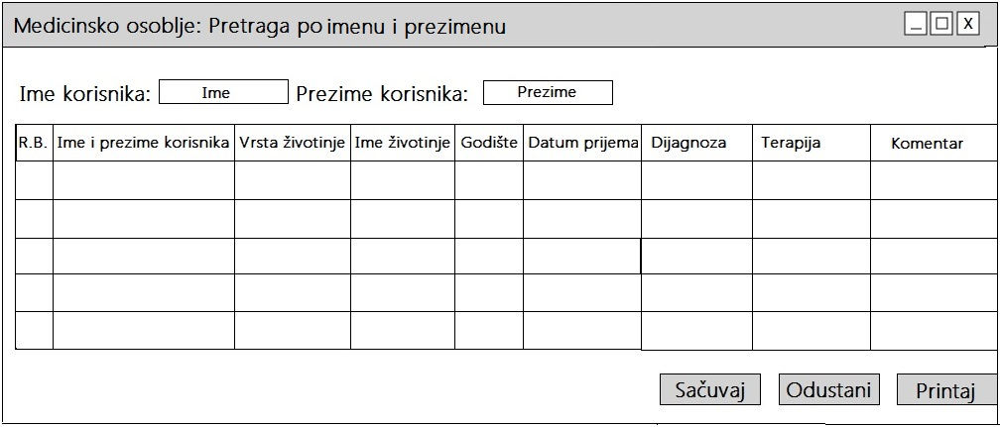 Medicinsko osoblje: Pretraga po imenu i prezimenu _ X
Ime korisnika: Ime Prezime korisnika: Prezime
R.B. Ime i prezime korisnika Vrsta životinje Ime životinje Godište Datum prijema Dijagnoza Terapija Komentar
Sačuvaj Odustani Printaj